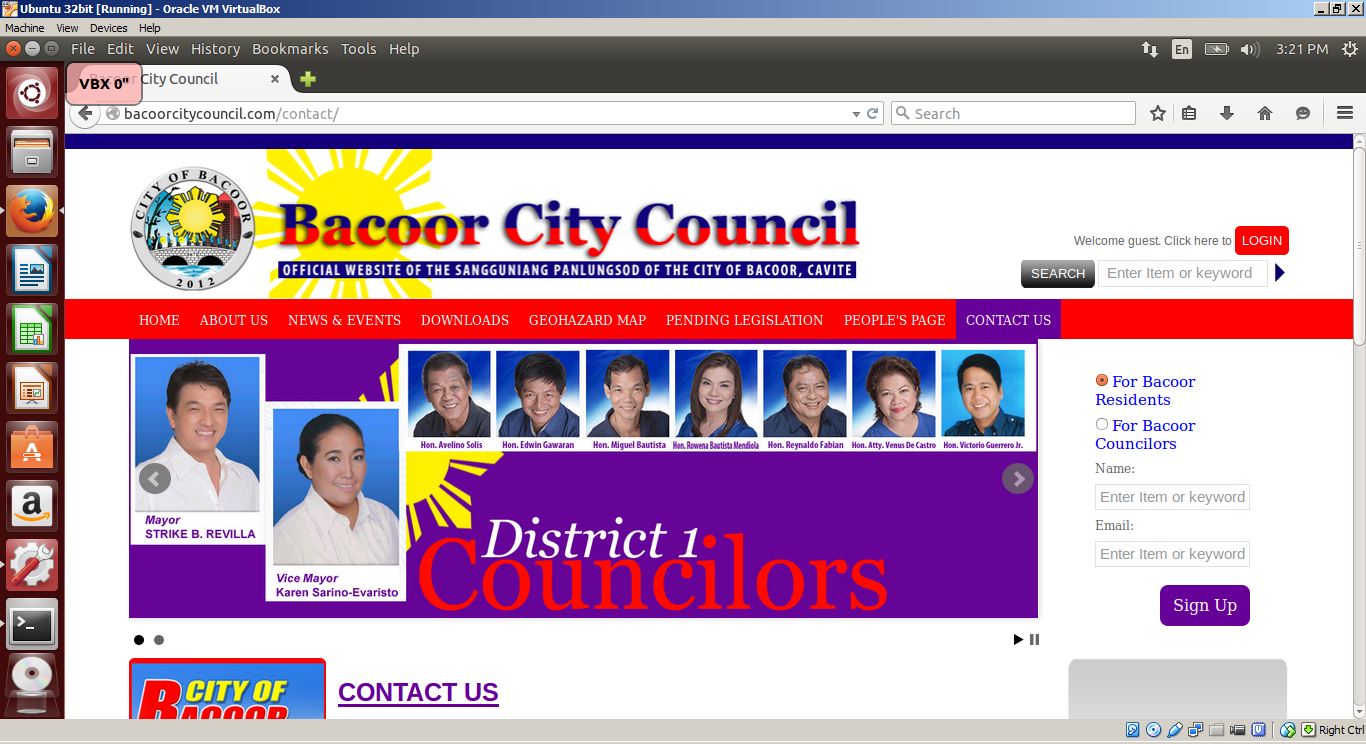 Ubuntu 32bit [Running] - Oracle VM VirtualBox
Machine View Devices Help
File Edit View History Bookmarks Tools Help
En
3:21 PM
VBX 0"
Bacoor City Council
bacoorcitycouncil.com/contact/
Search
CITY OF BACOOR
2012
Bacoor City Council
OFFICIAL WEBSITE OF THE SANGGUNIANG PANLUNGSOD OF THE CITY OF BACOOR, CAVITE
Welcome guest. Click here to LOGIN
SEARCH Enter Item or keyword
HOME ABOUT US NEWS & EVENTS DOWNLOADS GEOHAZARD MAP PENDING LEGISLATION PEOPLE'S PAGE CONTACT US
Hon. Avelino Solis Hon. Edwin Gawaran Hon. Miguel Bautista Hon. Rowena Bautista Mendiola Hon. Reynaldo Fabian Hon. Atty. Venus De Castro Hon. Victorio Guerrero Jr.
Mayor
STRIKE B. REVILLA
Vice Mayor
Karen Sarino-Evaristo
District 1
Councilors
For Bacoor
Residents
For Bacoor
Councilors
Name:
Enter Item or keyword
Email:
Enter Item or keyword
Sign Up
CITY OF
BACOOR
CONTACT US
Right Ctrl